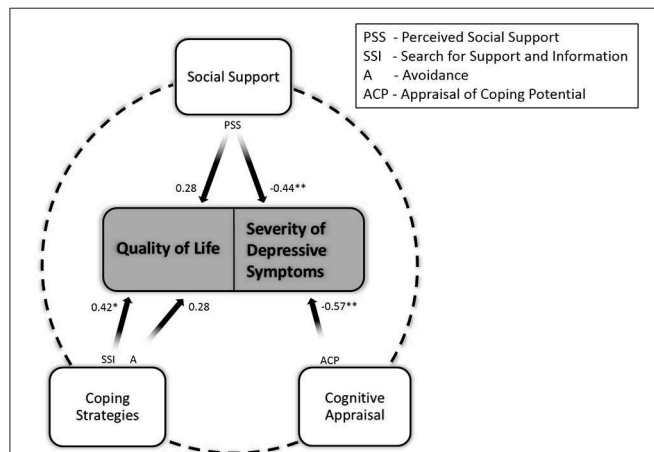 PSS - Perceived Social Support
SSI - Search for Support and Information
A - Avoidance
ACP - Appraisal of Coping Potential
Social Support
PSS
0.28
-0.44**
Quality of Life
Severity of
Depressive
Symptoms
0.42*
0.28
-0.57**
SSI
A
ACP
Coping
Strategies
Cognitive
Appraisal